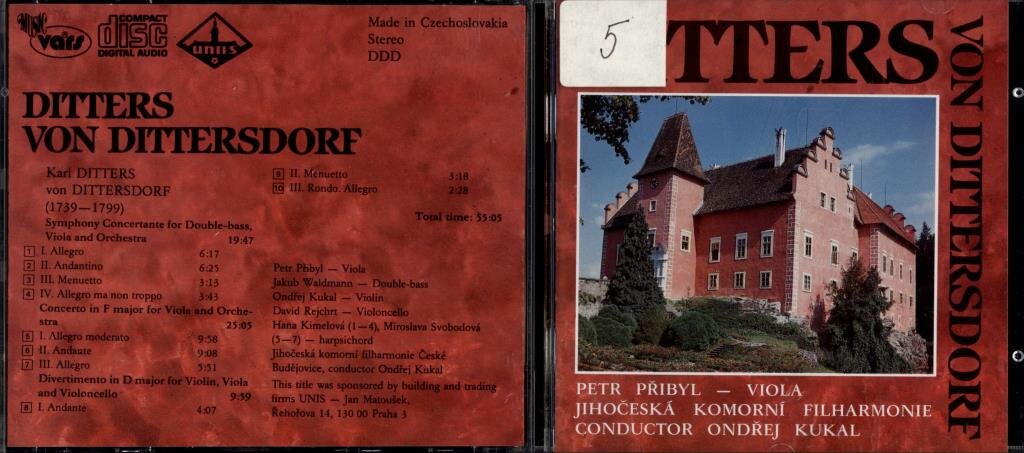 MUSIC
vars
COMPACT
disc
DIGITAL AUDIO
UNIIS
Made in Czechoslovakia
Stereo
DDD
DITTERS
VON DITTERSDORF
Karl DITTERS
von DITTERSDORF
(1739—1799)
Symphony Concertante for Double-bass,
Viola and Orchestra 19:47
1 I. Allegro 6:17
2 II. Andantino 6:25
3 III. Menuetto 3:13
4 IV. Allegro ma non troppo 3:43
Concerto in F major for Viola and Orche-
stra 25:05
5 I. Allegro moderato 9:58
6 II. Andante 9:08
7 III. Allegro 5:51
Divertimento in D major for Violin, Viola
and Violoncello 9:59
8 I. Andante 4:07
9 II. Menuetto 3:18
10 III. Rondo. Allegro 2:28
Total time: 55:05
Petr Přibyl — Viola
Jakub Waldmann — Double-bass
Ondřej Kukal — Violin
David Rejchrt — Violoncello
Hana Kimelová (1—4), Miroslava Svobodová
(5—7) — harpsichord
Jihočeská komorní filharmonie České
Budějovice, conductor Ondřej Kukal
This title was sponsored by building and trading
firms UNIS — Jan Matoušek,
Řehořova 14, 130 00 Praha 3
5
TTERS
VON DITTERSDORF
PETR PŘIBYL — VIOLA
JIHOČESKÁ KOMORNÍ FILHARMONIE
CONDUCTOR ONDŘEJ KUKAL